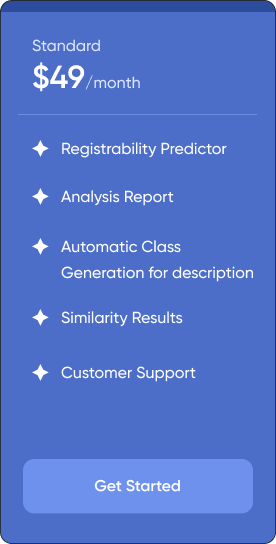 Standard
$49/month
Registrability Predictor
Analysis Report
Automatic Class
Generation for description
Similarity Results
Customer Support
Get Started